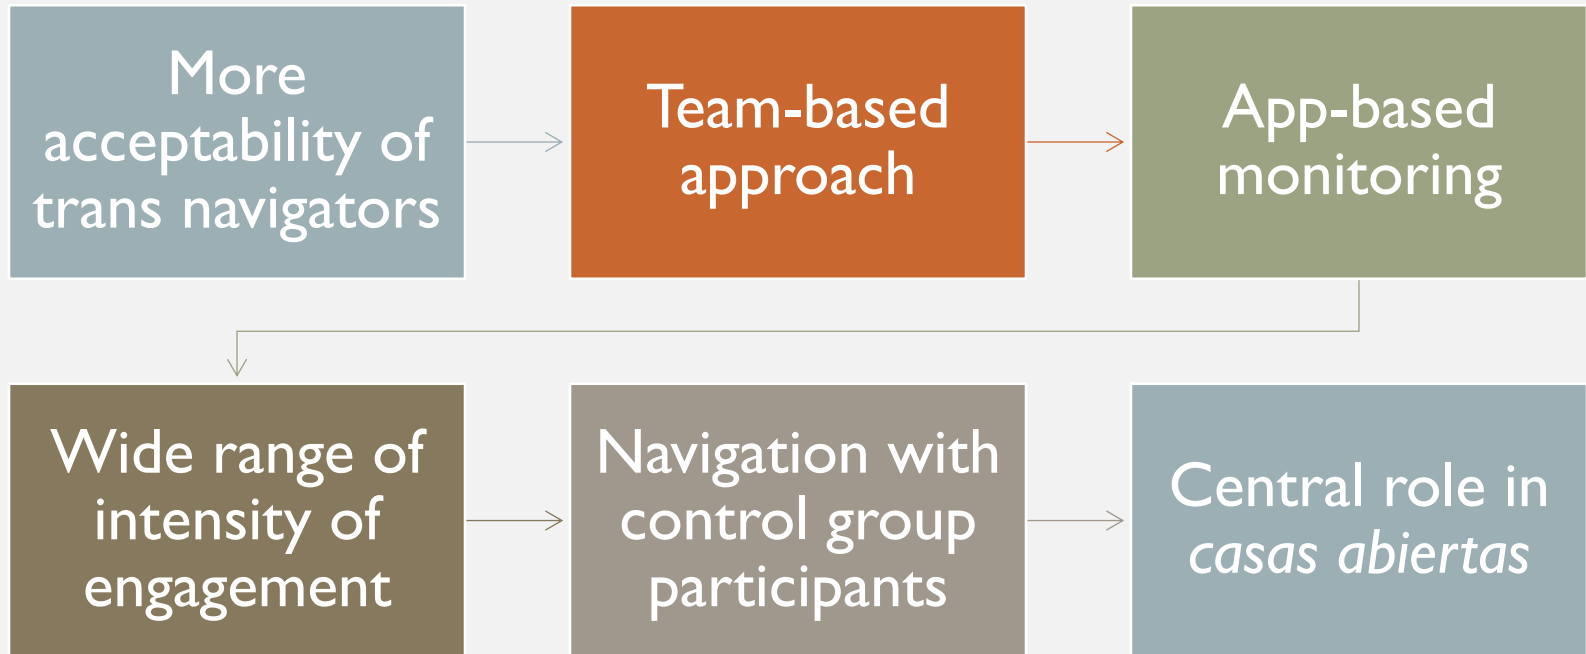 More
acceptability of
trans navigators
Team-based
approach
App-based
monitoring
Wide range of
intensity of
engagement
Navigation with
control group
participants
Central role in
casas abiertas